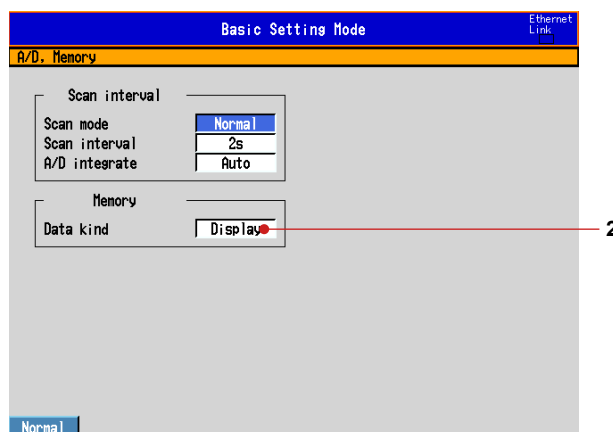 Basic Setting Mode
Ethernet
Link
A/D, Memory
Scan interval
Scan mode Normal
Scan interval 2s
A/D integrate Auto
Memory
Data kind Display
2
Normal